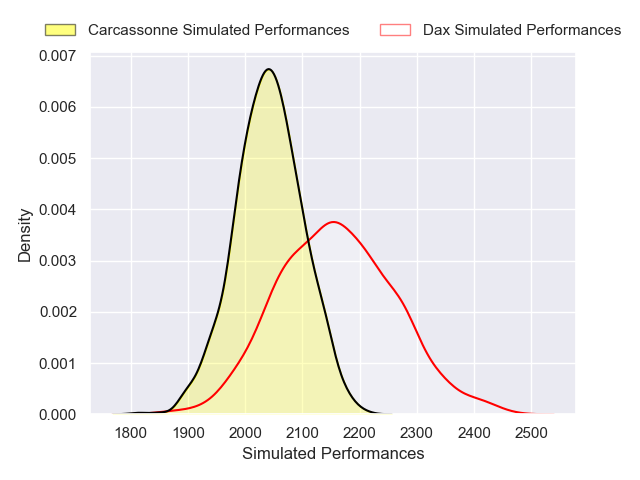 Carcassonne Simulated Performances
Dax Simulated Performances
0.007
0.006
0.005
0.004
0.003
0.002
0.001
0.000
Density
1800 1900 2000 2100 2200 2300 2400 2500
Simulated Performances